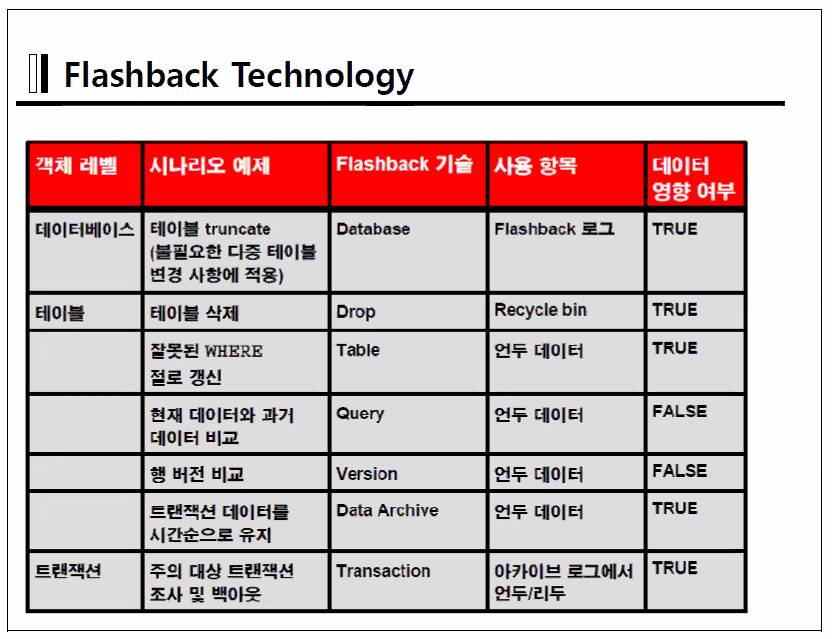 Flashback Technology
객체 레벨 시나리오 예제 Flashback 기술 사용 항목 데이터
영향 여부
데이터베이스 테이블 truncate Database Flashback 로그 TRUE
(불필요한 다중 테이블
변경 사항에 적용)
테이블 테이블 삭제 Drop Recycle bin TRUE
잘못된 WHERE Table 언두 데이터 TRUE
절로 갱신
현재 데이터와 과거 Query 언두 데이터 FALSE
데이터 비교
행 버전 비교 Version 언두 데이터 FALSE
트랜잭션 데이터를 Data Archive 언두 데이터 TRUE
시간순으로 유지
트랜잭션 주의 대상 트랜잭션 Transaction 아카이브 로그에서 TRUE
조사 및 백아웃 언두/리두